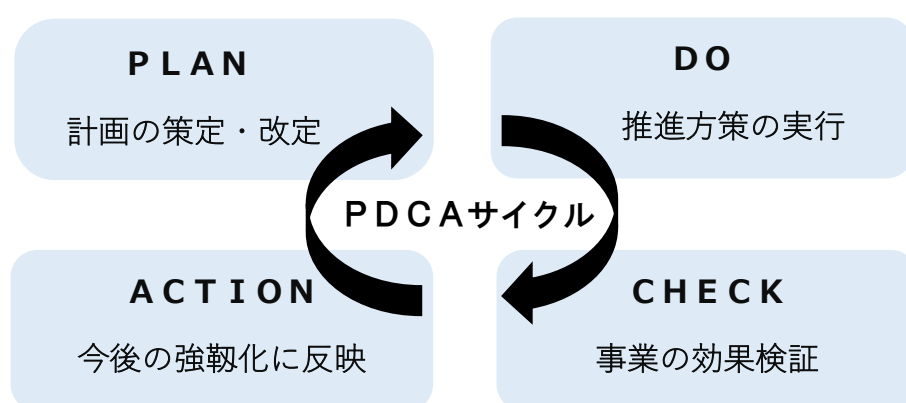 ＰＬＡＮ
計画の策定・改定
ＤＯ
推進方策の実行
ＰＤＣＡサイクル
ＡＣＴＩＯＮ
今後の強靱化に反映
ＣＨＥＣＫ
事業の効果検証